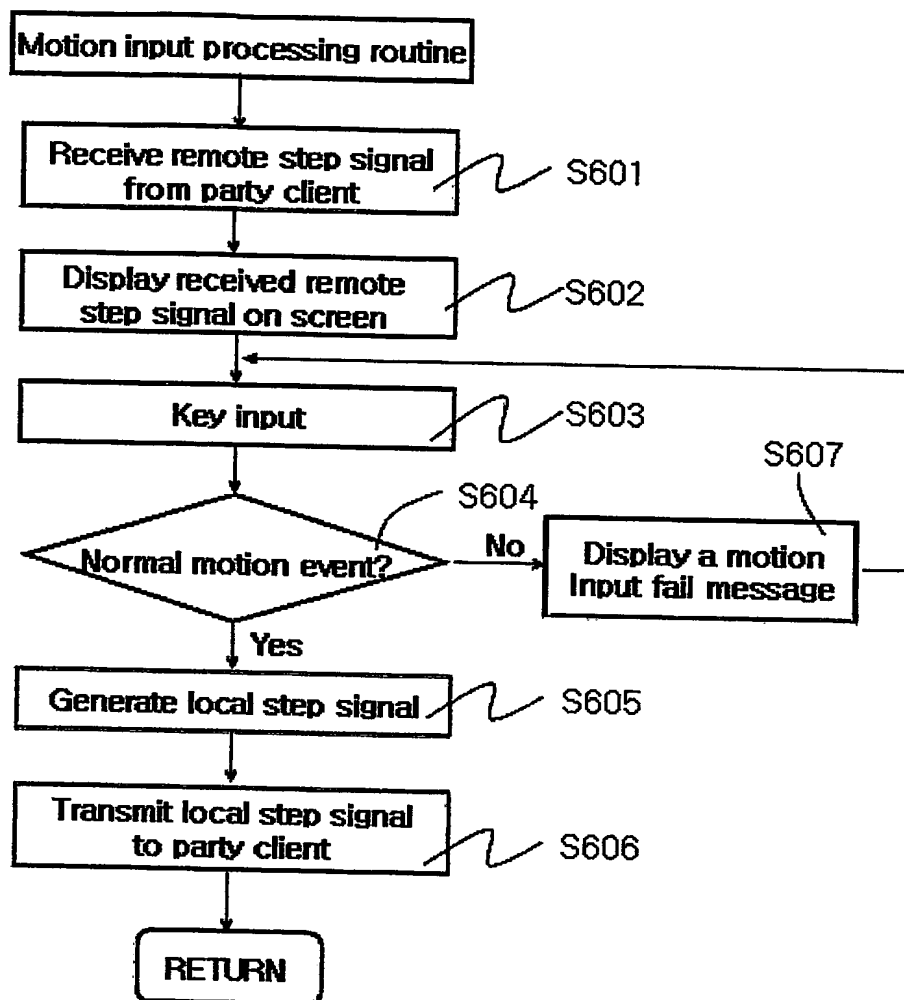 Motion input processing routine
Receive remote step signal
from party client
S601
Display received remote
step signal on screen
S602
Key input
S603
S604
Normal motion event?
No
S607
Display a motion
Input fail message
Yes
Generate local step signal
S605
Transmit local step signal
to party client
S606
RETURN